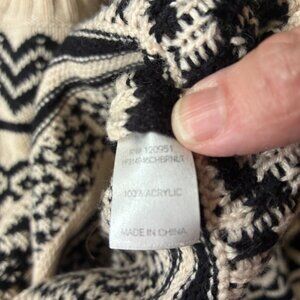 RN# 120951
100% ACRYLIC
MADE IN CHINA